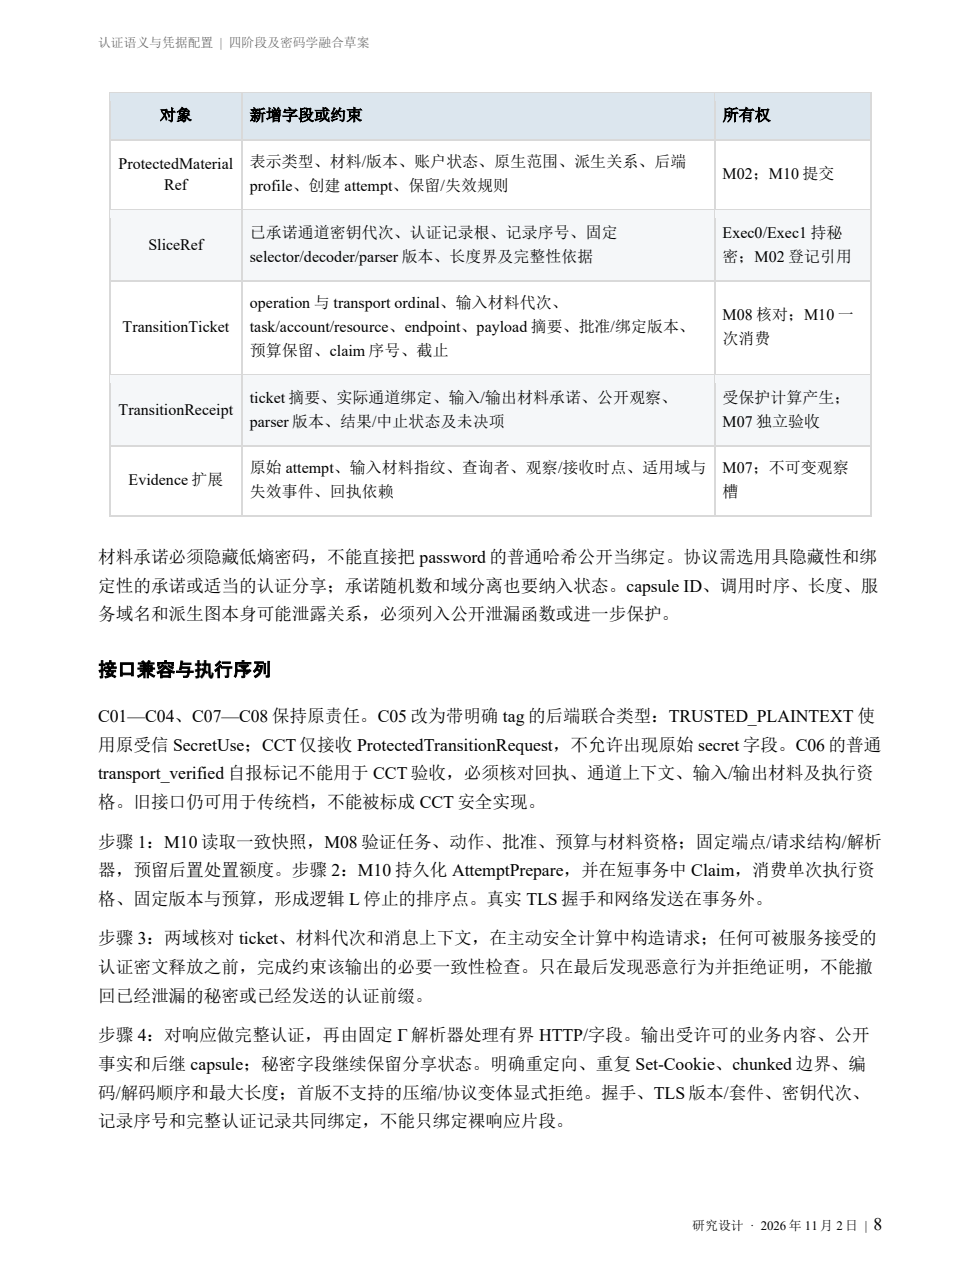 认证语义与凭据配置 | 四阶段及密码学融合草案
对象 新增字段或约束 所有权
ProtectedMaterial
Ref
表示类型、材料/版本、账户状态、原生范围、派生关系、后端
profile、创建 attempt、保留/失效规则
M02；M10 提交
SliceRef
已承诺通道密钥代次、认证记录根、记录序号、固定
selector/decoder/parser 版本、长度界及完整性依据
Exec0/Exec1 持秘
密；M02 登记引用
TransitionTicket
operation 与 transport ordinal、输入材料代次、
task/account/resource、endpoint、payload 摘要、批准/绑定版本、
预算保留、claim 序号、截止
M08 核对；M10 一
次消费
TransitionReceipt
ticket 摘要、实际通道绑定、输入/输出材料承诺、公开观察、
parser 版本、结果/中止状态及未决项
受保护计算产生；
M07 独立验收
Evidence 扩展
原始 attempt、输入材料指纹、查询者、观察/接收时点、适用域与
失效事件、回执依赖
M07；不可变观察
槽
材料承诺必须隐藏低熵密码，不能直接把 password 的普通哈希公开当绑定。协议需选用具隐藏性和绑
定性的承诺或适当的认证分享；承诺随机数和域分离也要纳入状态。capsule ID、调用时序、长度、服
务域名和派生图本身可能泄露关系，必须列入公开泄漏函数或进一步保护。
接口兼容与执行序列
C01—C04、C07—C08 保持原责任。C05 改为带明确 tag 的后端联合类型：TRUSTED_PLAINTEXT 使
用原受信 SecretUse；CCT 仅接收 ProtectedTransitionRequest，不允许出现原始 secret 字段。C06 的普通
transport_verified 自报标记不能用于 CCT 验收，必须核对回执、通道上下文、输入/输出材料及执行资
格。旧接口仍可用于传统档，不能被标成 CCT 安全实现。
步骤 1：M10 读取一致快照，M08 验证任务、动作、批准、预算与材料资格；固定端点/请求结构/解析
器，预留后置处置额度。步骤 2：M10 持久化 AttemptPrepare，并在短事务中 Claim，消费单次执行资
格、固定版本与预算，形成逻辑 L 停止的排序点。真实 TLS 握手和网络发送在事务外。
步骤 3：两域核对 ticket、材料代次和消息上下文，在主动安全计算中构造请求；任何可被服务接受的
认证密文释放之前，完成约束该输出的必要一致性检查。只在最后发现恶意行为并拒绝证明，不能撤
回已经泄漏的秘密或已经发送的认证前缀。
步骤 4：对响应做完整认证，再由固定 Γ 解析器处理有界 HTTP/字段。输出受许可的业务内容、公开
事实和后继 capsule；秘密字段继续保留分享状态。明确重定向、重复 Set-Cookie、chunked 边界、编
码/解码顺序和最大长度；首版不支持的压缩/协议变体显式拒绝。握手、TLS 版本/套件、密钥代次、
记录序号和完整认证记录共同绑定，不能只绑定裸响应片段。
研究设计 · 2026 年 11 月 2 日 | 8